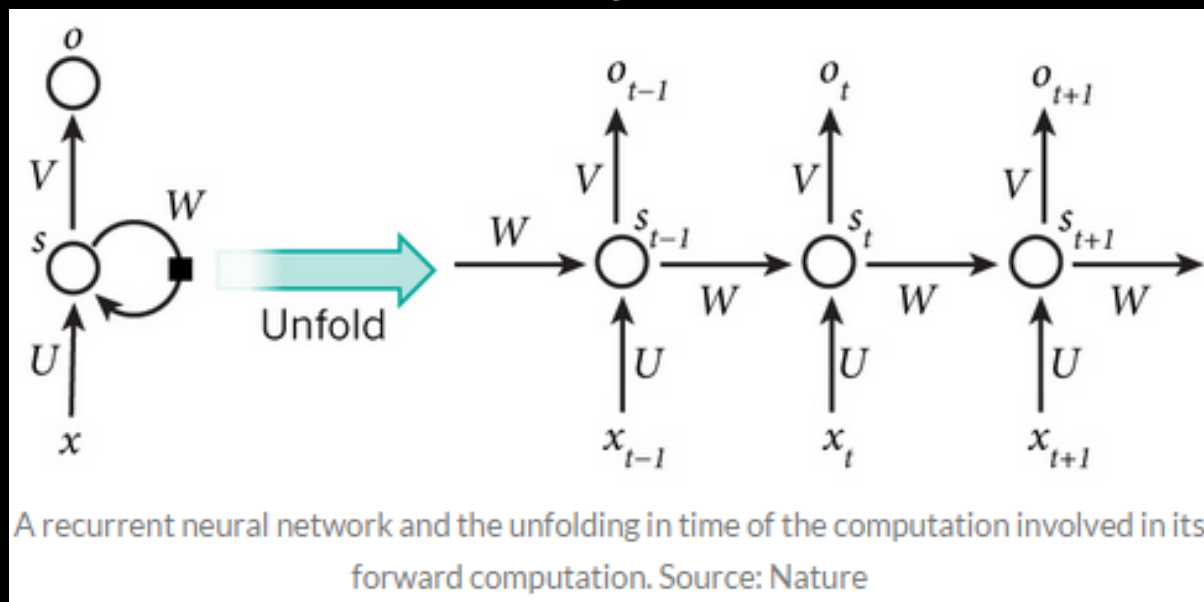 o
o t-1
o t
o t+1
V
V
V
V
W
s
W
s t-1
s t
s t+1
W
W
W
Unfold
U
U
U
U
x
x t-1
x t
x t+1
A recurrent neural network and the unfolding in time of the computation involved in its
forward computation. Source: Nature